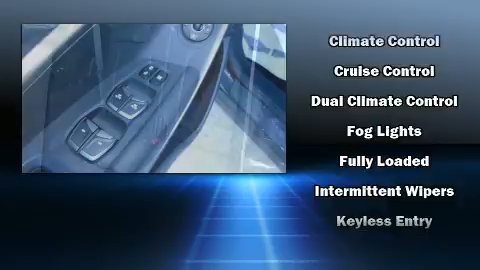 Climate Control
Cruise Control
Dual Climate Control
Fog Lights
Fully Loaded
Intermittent Wipers
Keyless Entry